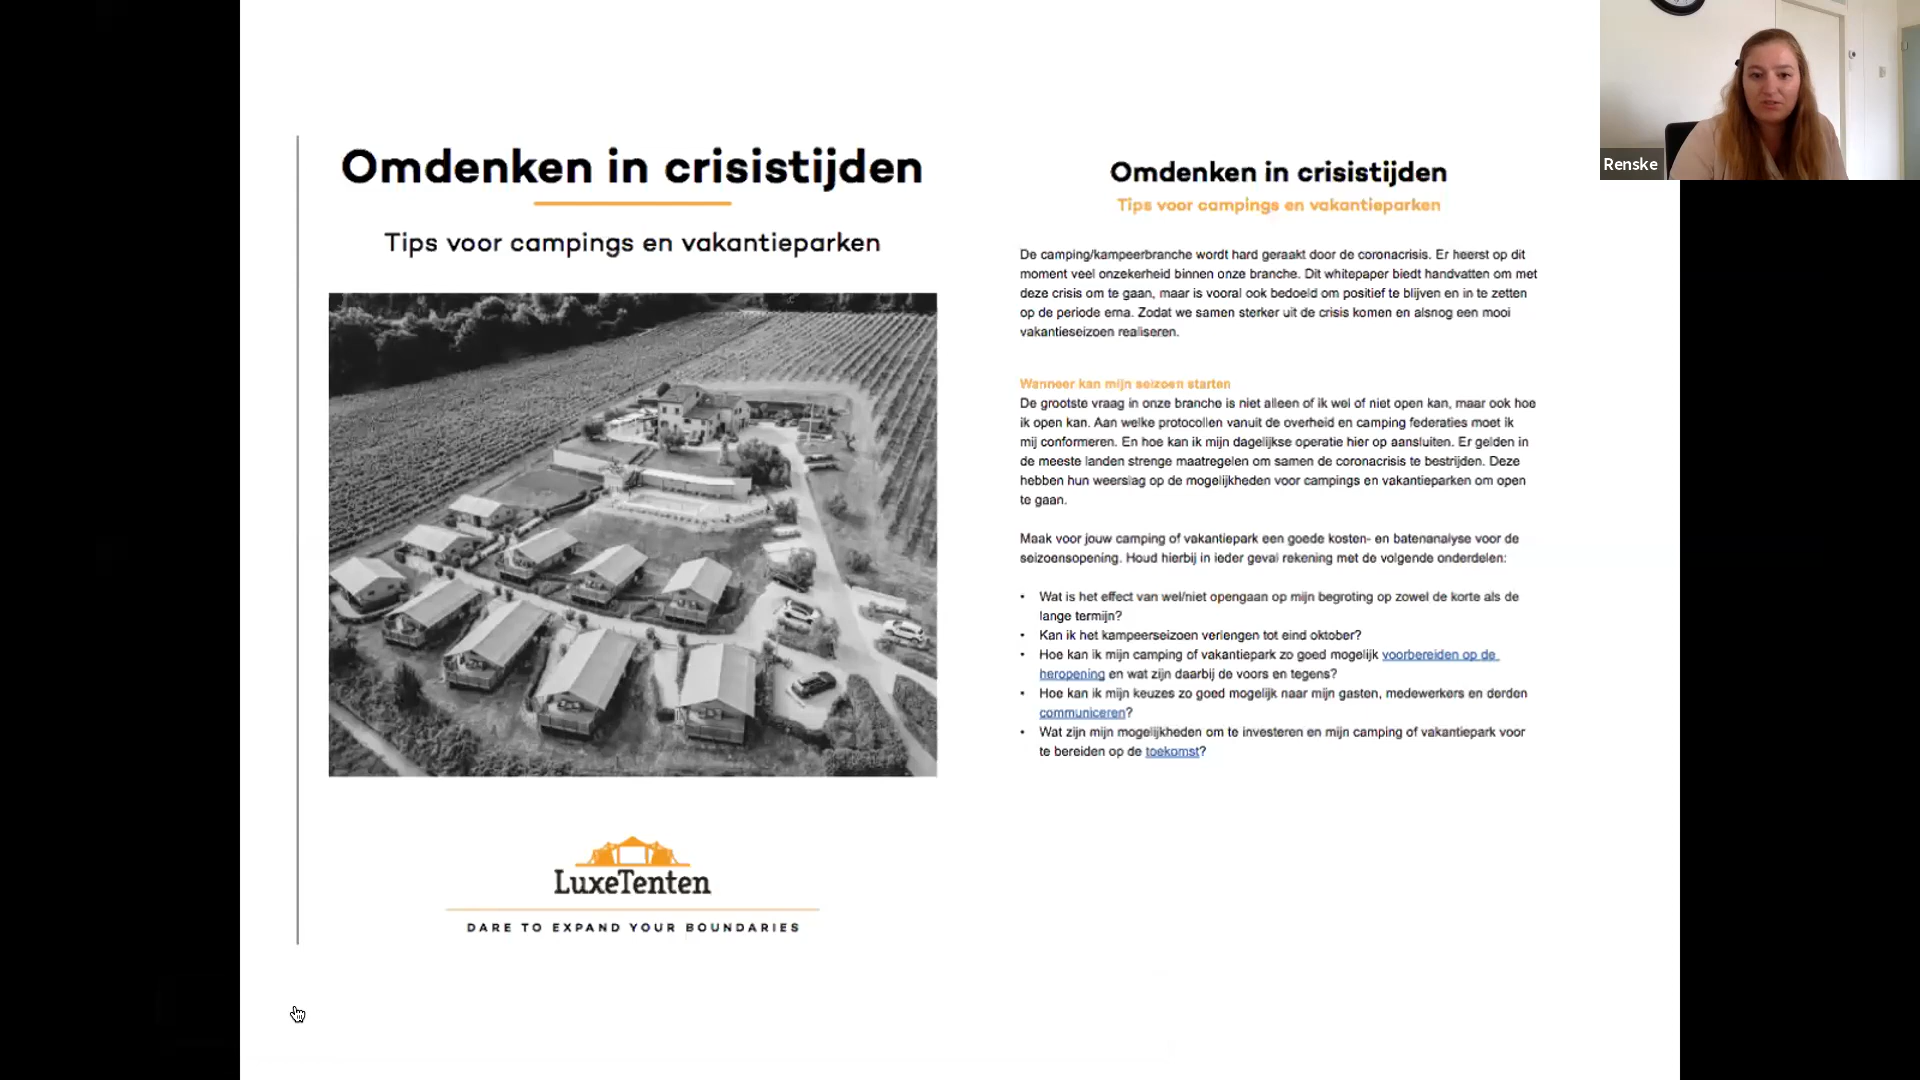 Omdenken in crisistijden
Tips voor campings en vakantieparken
LuxeTenten
DARE TO EXPAND YOUR BOUNDARIES
Omdenken in crisistijden
Tips voor campings en vakantieparken
De camping/kampeerbranche wordt hard geraakt door de coronacrisis. Er heerst op dit
moment veel onzekerheid binnen onze branche. Dit whitepaper biedt handvatten om met
deze crisis om te gaan, maar is vooral ook bedoeld om positief te blijven en in te zetten
op de periode erna. Zodat we samen sterker uit de crisis komen en alsnog een mooi
vakantieseizoen realiseren.
Wanneer kan mijn seizoen starten
De grootste vraag in onze branche is niet alleen of ik wel of niet open kan, maar ook hoe
ik open kan. Aan welke protocollen vanuit de overheid en camping federaties moet ik
mij conformeren. En hoe kan ik mijn dagelijkse operatie hier op aansluiten. Er gelden in
de meeste landen strenge maatregelen om samen de coronacrisis te bestrijden. Deze
hebben hun weerslag op de mogelijkheden voor campings en vakantieparken om open
te gaan.
Maak voor jouw camping of vakantiepark een goede kosten- en batenanalyse voor de
seizoensopening. Houd hierbij in ieder geval rekening met de volgende onderdelen:
• Wat is het effect van wel/niet opengaan op mijn begroting op zowel de korte als de
lange termijn?
• Kan ik het kampeerseizoen verlengen tot eind oktober?
• Hoe kan ik mijn camping of vakantiepark zo goed mogelijk voorbereiden op de
heropening en wat zijn daarbij de voors en tegens?
• Hoe kan ik mijn keuzes zo goed mogelijk naar mijn gasten, medewerkers en derden
communiceren?
• Wat zijn mijn mogelijkheden om te investeren en mijn camping of vakantiepark voor
te bereiden op de toekomst?
Renske